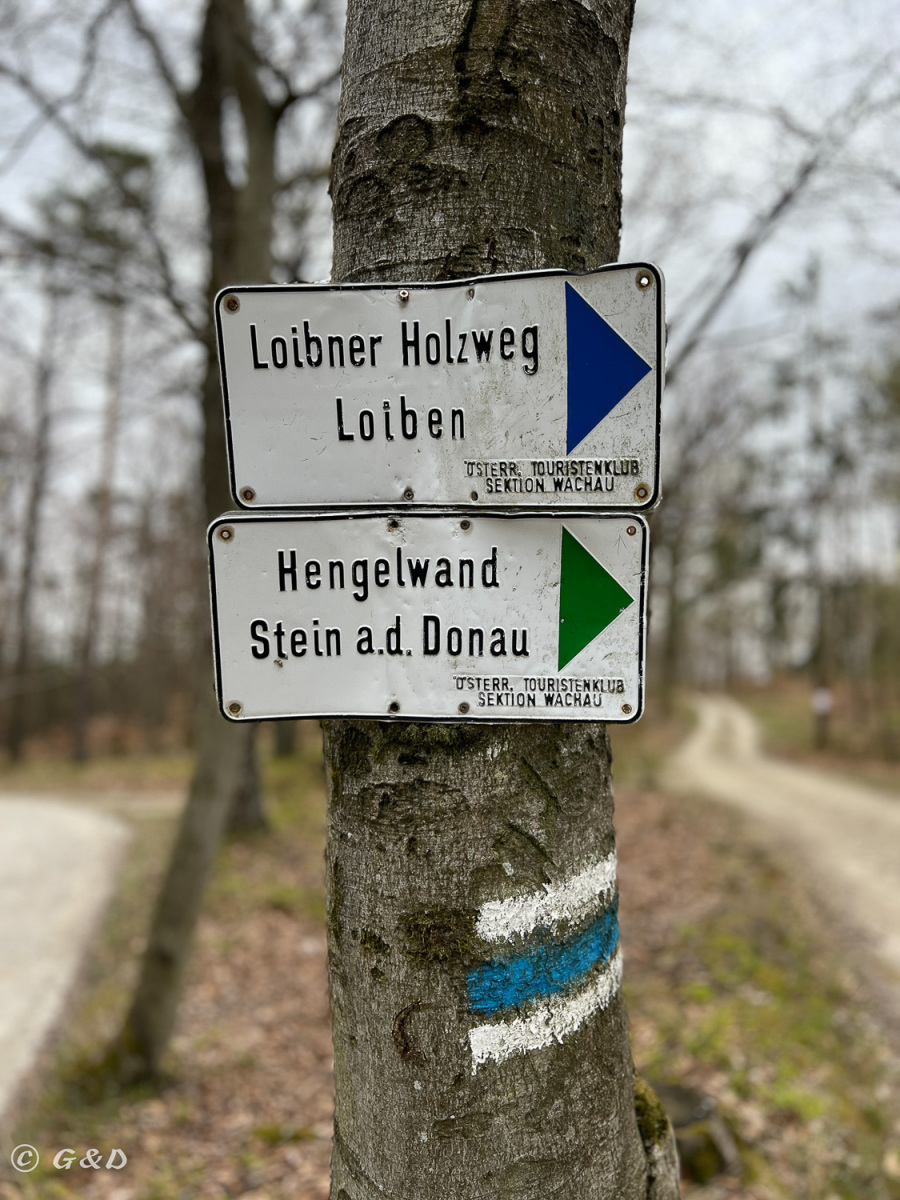 Loibner Holzweg
Loiben
ÖSTERR. TOURISTENKLUB
SEKTION WACHAU
Hengelwand
Stein a.d. Donau
ÖSTERR. TOURISTENKLUB
SEKTION WACHAU
© G&D